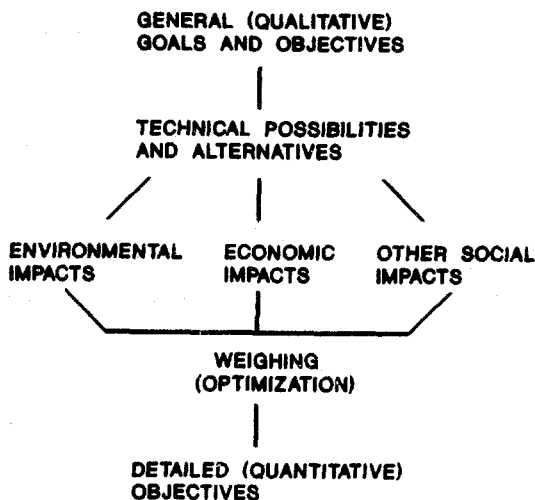 GENERAL (QUALITATIVE)
GOALS AND OBJECTIVES
TECHNICAL POSSIBILITIES
AND ALTERNATIVES
ENVIRONMENTAL
IMPACTS
ECONOMIC
IMPACTS
OTHER SOCIAL
IMPACTS
WEIGHING
(OPTIMIZATION)
DETAILED (QUANTITATIVE)
OBJECTIVES